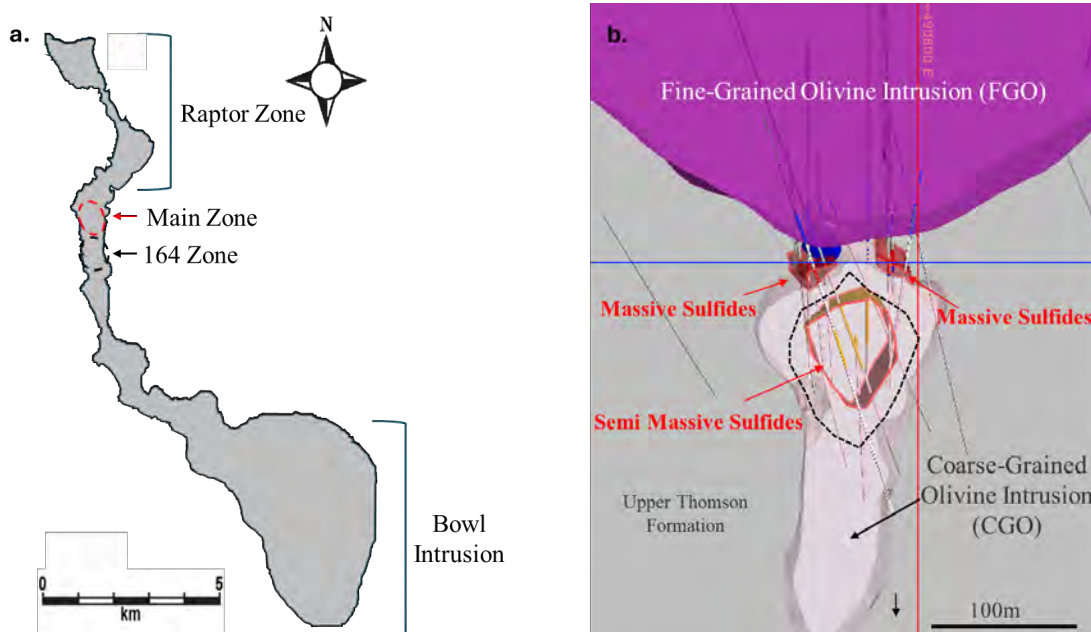 a.
N
Raptor Zone
Main Zone
164 Zone
Bowl
Intrusion
0
5
km
b.
490600 E
Fine-Grained Olivine Intrusion (FGO)
Massive Sulfides
Massive Sulfides
Semi Massive Sulfides
Coarse-Grained
Olivine Intrusion
(CGO)
Upper Thomson
Formation
100m